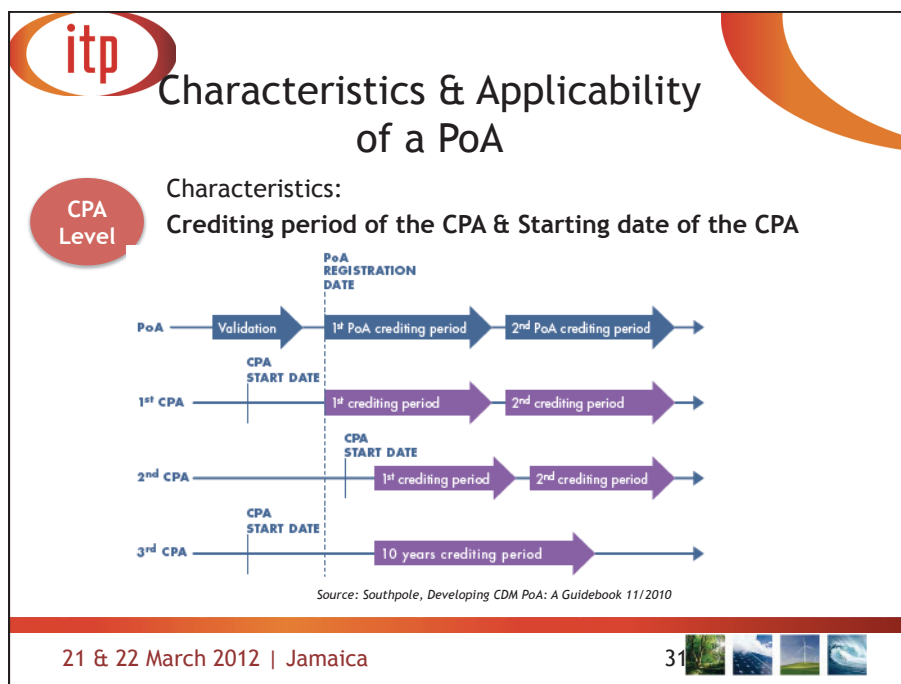 itp
Characteristics & Applicability
of a PoA
CPA
Level
Characteristics:
Crediting period of the CPA & Starting date of the CPA
PoA
REGISTRATION
DATE
PoA
Validation
1st PoA crediting period
2nd PoA crediting period
CPA
START DATE
1st CPA
1st crediting period
2nd crediting period
CPA
START DATE
2nd CPA
1st crediting period
2nd crediting period
CPA
START DATE
3rd CPA
10 years crediting period
Source: Southpole, Developing CDM PoA: A Guidebook 11/2010
21 & 22 March 2012 | Jamaica
31